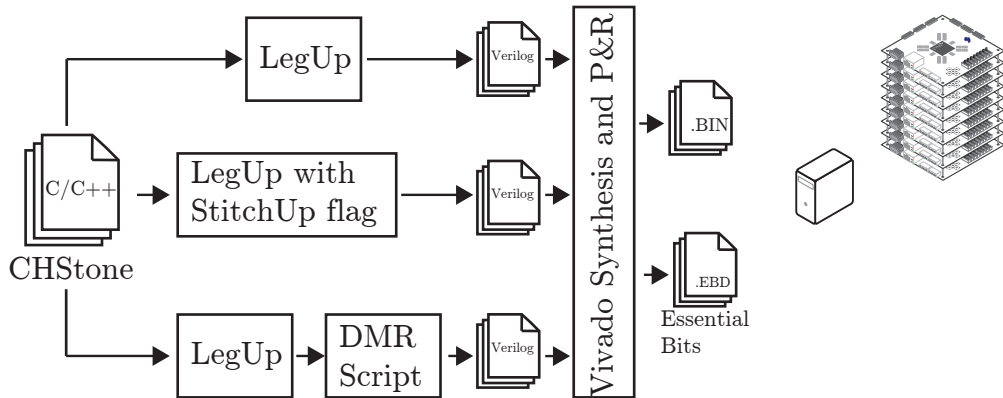 LegUp
Verilog
C/C++
CHStone
LegUp with
StitchUp flag
Verilog
LegUp
DMR
Script
Verilog
Vivado Synthesis and P&R
.BIN
.EBD
Essential
Bits